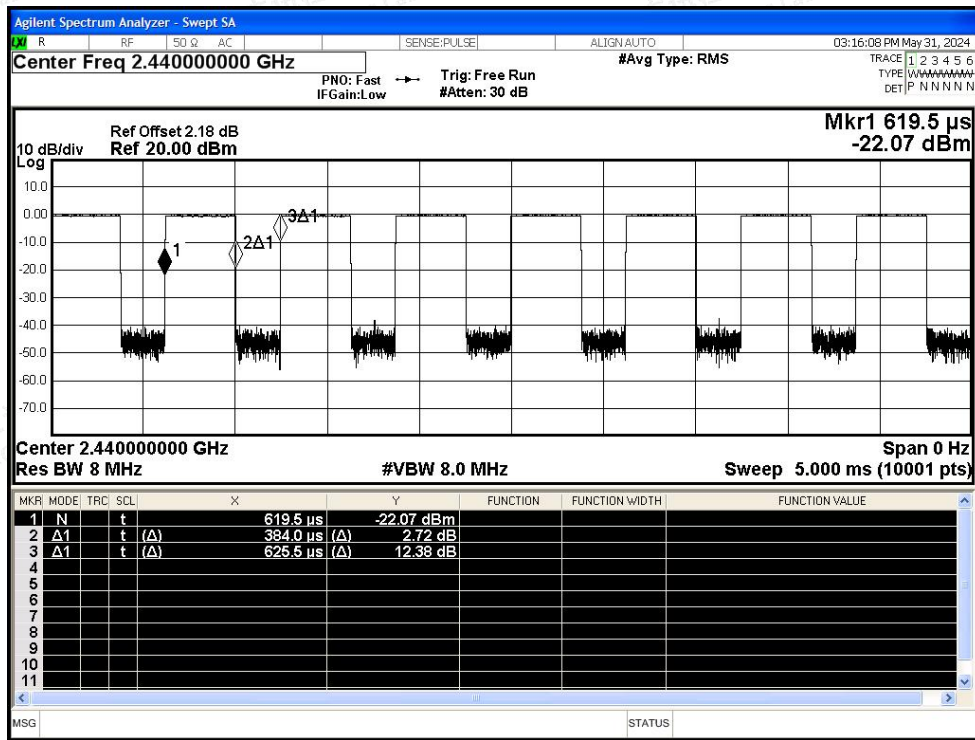 Agilent Spectrum Analyzer - Swept SA
LXI R RF 50 Ω AC SENSE:PULSE ALIGN AUTO 03:16:08 PM May 31, 2024
Center Freq 2.440000000 GHz #Avg Type: RMS TRACE 1 2 3 4 5 6
PNO: Fast Trig: Free Run TYPE WWWWWW
IFGain:Low #Atten: 30 dB DET P N N N N N
Mkr1 619.5 µs
Ref Offset 2.18 dB
10 dB/div Ref 20.00 dBm -22.07 dBm
Log
10.0
0.00
3Δ1
-10.0
2Δ1
1
-20.0
-30.0
-40.0
-50.0
-60.0
-70.0
Center 2.440000000 GHz Span 0 Hz
Res BW 8 MHz #VBW 8.0 MHz Sweep 5.000 ms (10001 pts)
MKR MODE TRC SCL X Y FUNCTION FUNCTION WIDTH FUNCTION VALUE
1 N t 619.5 µs -22.07 dBm
2 Δ1 t (Δ) 384.0 µs (Δ) 2.72 dB
3 Δ1 t (Δ) 625.5 µs (Δ) 12.38 dB
4
5
6
7
8
9
10
11
MSG STATUS